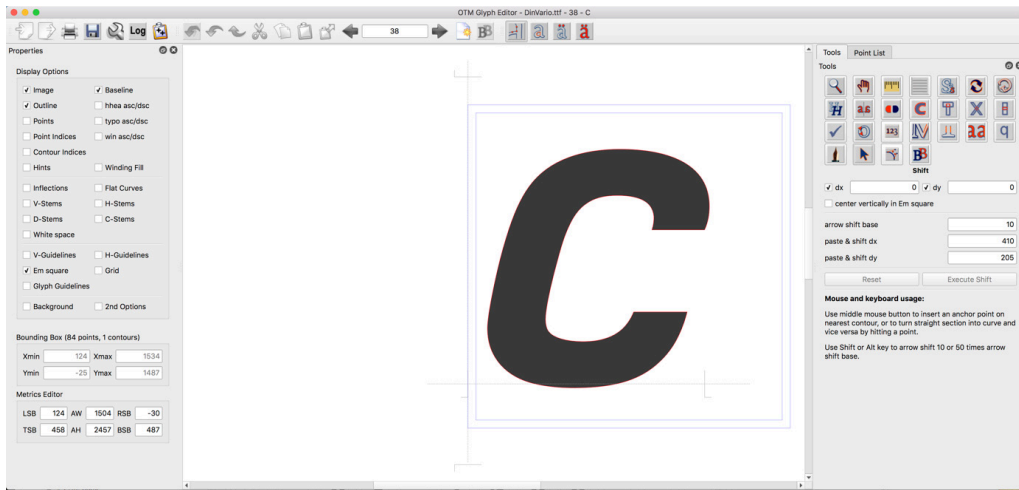 OTM Glyph Editor - DinVario.ttf - 38 - C
Log 38
Properties
Display Options
Image Baseline
Outline hhea asc/dsc
Points typo asc/dsc
Point Indices win asc/dsc
Contour Indices
Hints Winding Fill
Inflections Flat Curves
V-Stems H-Stems
D-Stems C-Stems
White space
V-Guidelines H-Guidelines
Em square Grid
Glyph Guidelines
Background 2nd Options
Bounding Box (84 points, 1 contours)
Xmin 124 Xmax 1534
Ymin -25 Ymax 1487
Metrics Editor
LSB 124 AW 1504 RSB -30
TSB 458 AH 2457 BSB 487
C
Tools Point List
Tools
123
Shift
dx 0 dy 0
center vertically in Em square
arrow shift base 10
paste & shift dx 410
paste & shift dy 205
Reset Execute Shift
Mouse and keyboard usage:
Use middle mouse button to insert an anchor point on
nearest contour, or to turn straight section into curve and
vice versa by hitting a point.
Use Shift or Alt key to arrow shift 10 or 50 times arrow
shift base.